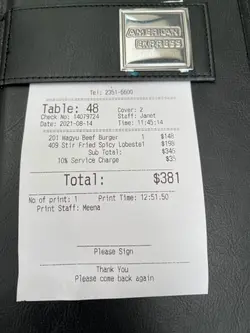 AMERICAN
EXPRESS
Tel: 2351-6606
Table: 48 Cover: 2
Check No: 14079724 Staff: Janet
Date: 2021-08-14 Time: 11:45:14
201 Wagyu Beef Burger 1 $148
409 Stir Fried Spicy Lobeste1 $198
Sub Total: $346
10% Service Charge $35
Total: $381
No of print: 1 Print Time: 12:51.50
Print Staff: Meena
Please Sign
Thank You
Please come back again